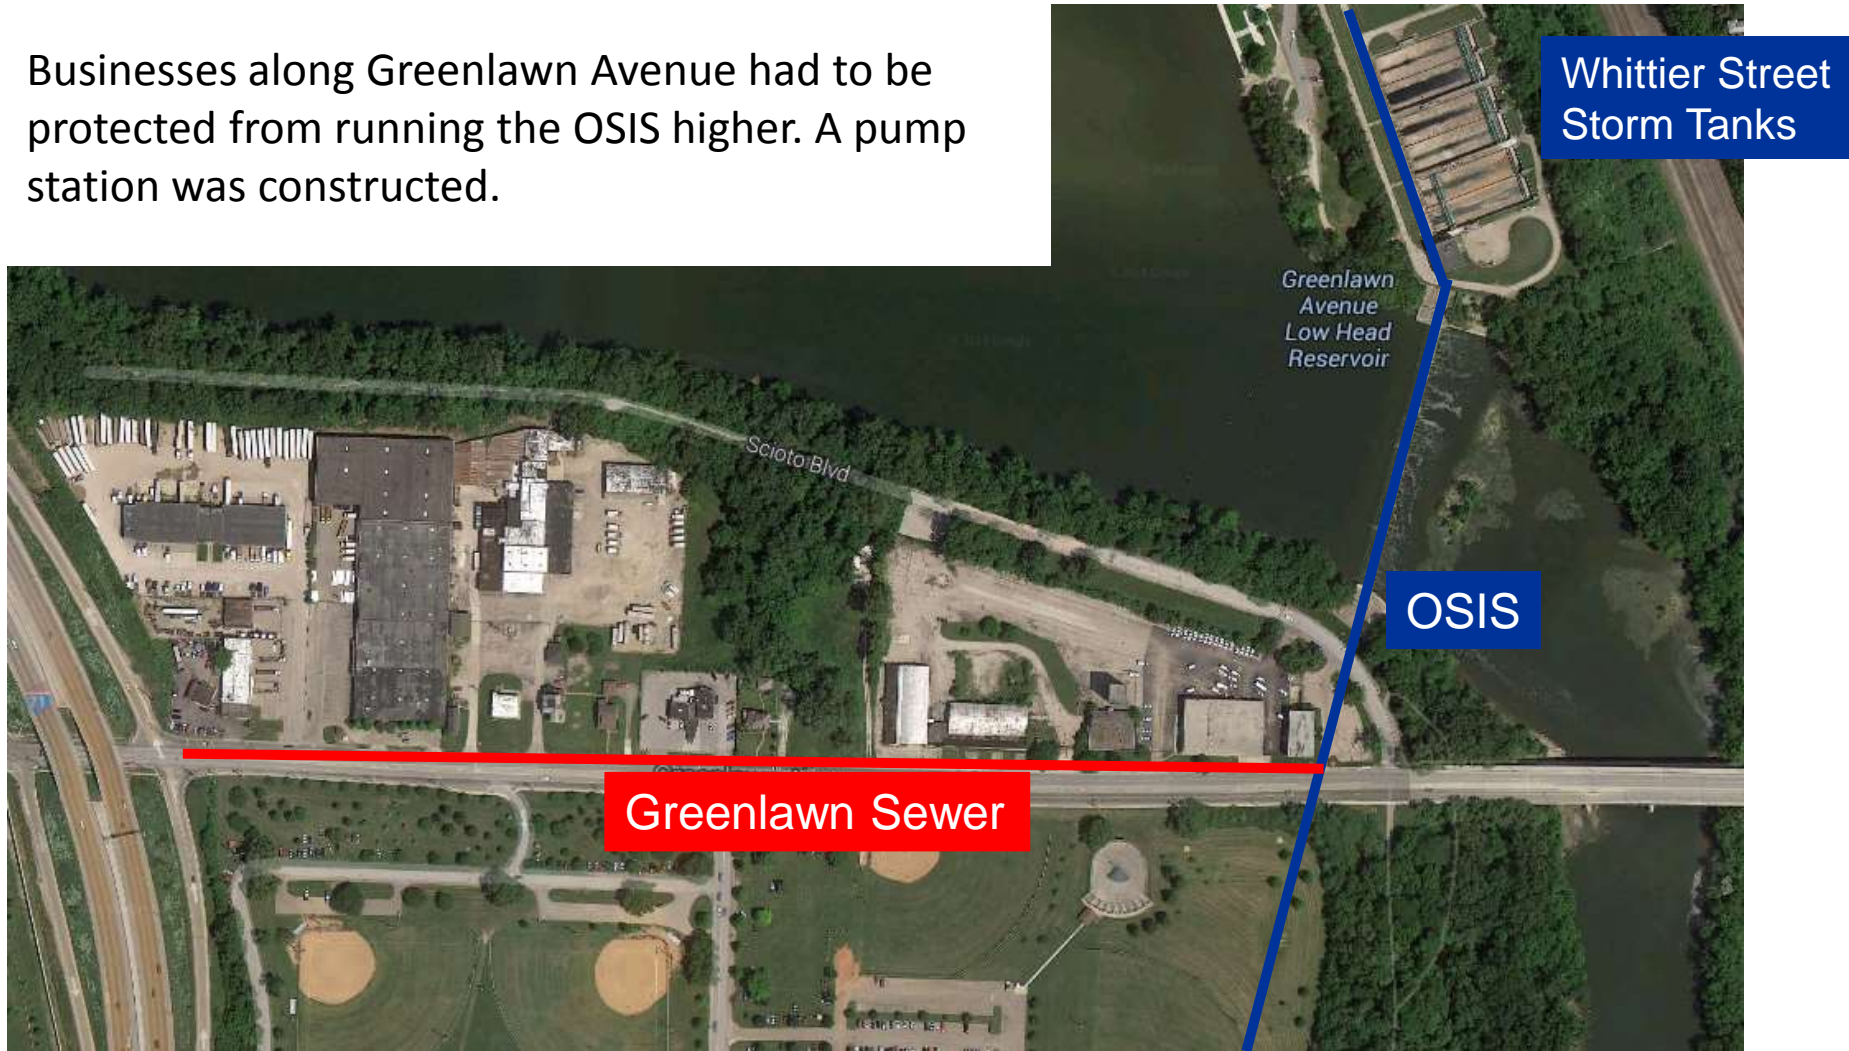 Businesses along Greenlawn Avenue had to be
protected from running the OSIS higher. A pump
station was constructed.
Whittier Street
Storm Tanks
Greenlawn
Avenue
Low Head
Reservoir
Scioto Blvd
OSIS
Greenlawn Sewer